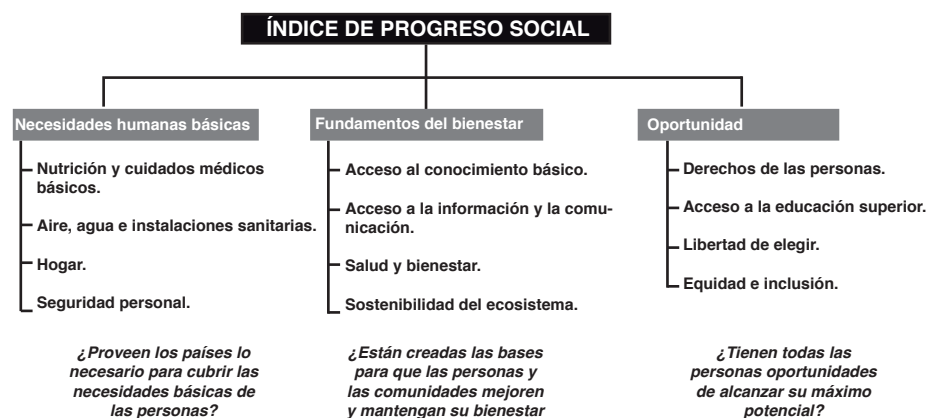 ÍNDICE DE PROGRESO SOCIAL
Necesidades humanas básicas
Nutrición y cuidados médicos
básicos.
Aire, agua e instalaciones sanitarias.
Hogar.
Seguridad personal.
¿Proveen los países lo
necesario para cubrir las
necesidades básicas de
las personas?
Fundamentos del bienestar
Acceso al conocimiento básico.
Acceso a la información y la comu-
nicación.
Salud y bienestar.
Sostenibilidad del ecosistema.
¿Están creadas las bases
para que las personas y
las comunidades mejoren
y mantengan su bienestar
Oportunidad
Derechos de las personas.
Acceso a la educación superior.
Libertad de elegir.
Equidad e inclusión.
¿Tienen todas las
personas oportunidades
de alcanzar su máximo
potencial?